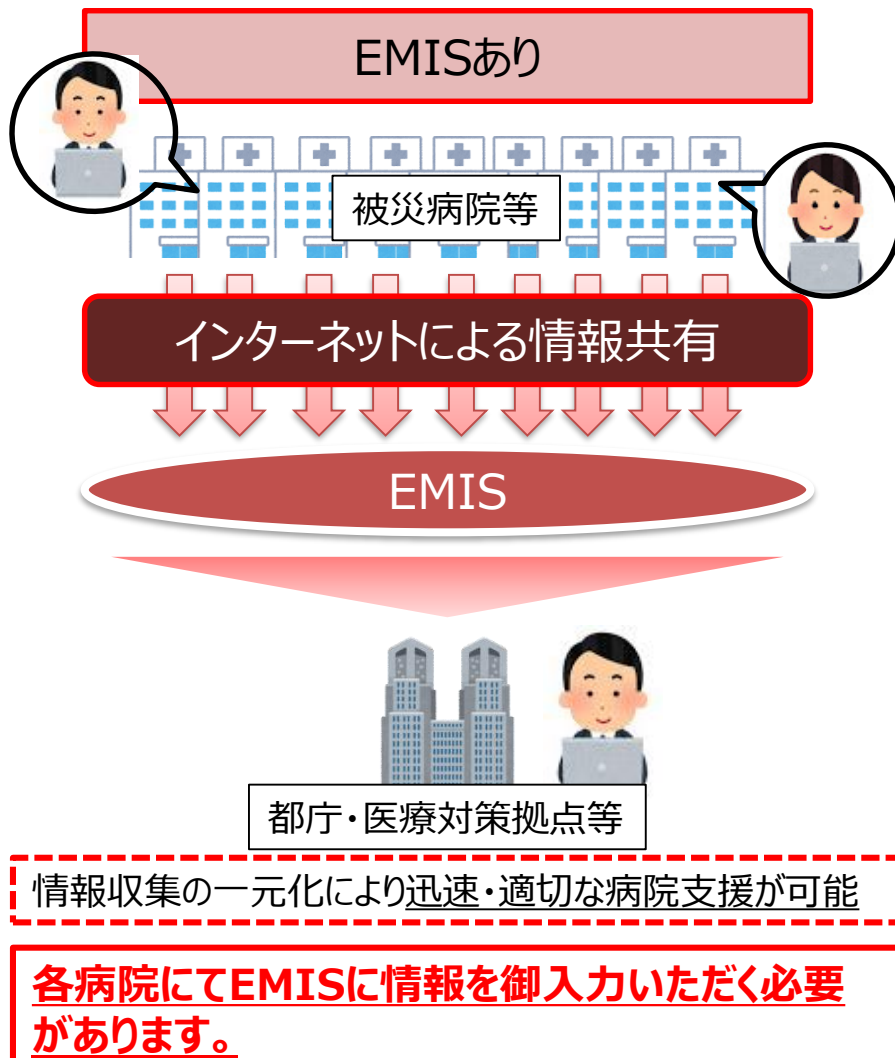 EMISあり
被災病院等
インターネットによる情報共有
EMIS
都庁・医療対策拠点等
情報収集の一元化により迅速・適切な病院支援が可能
各病院にてEMISに情報を御入力いただく必要
があります。